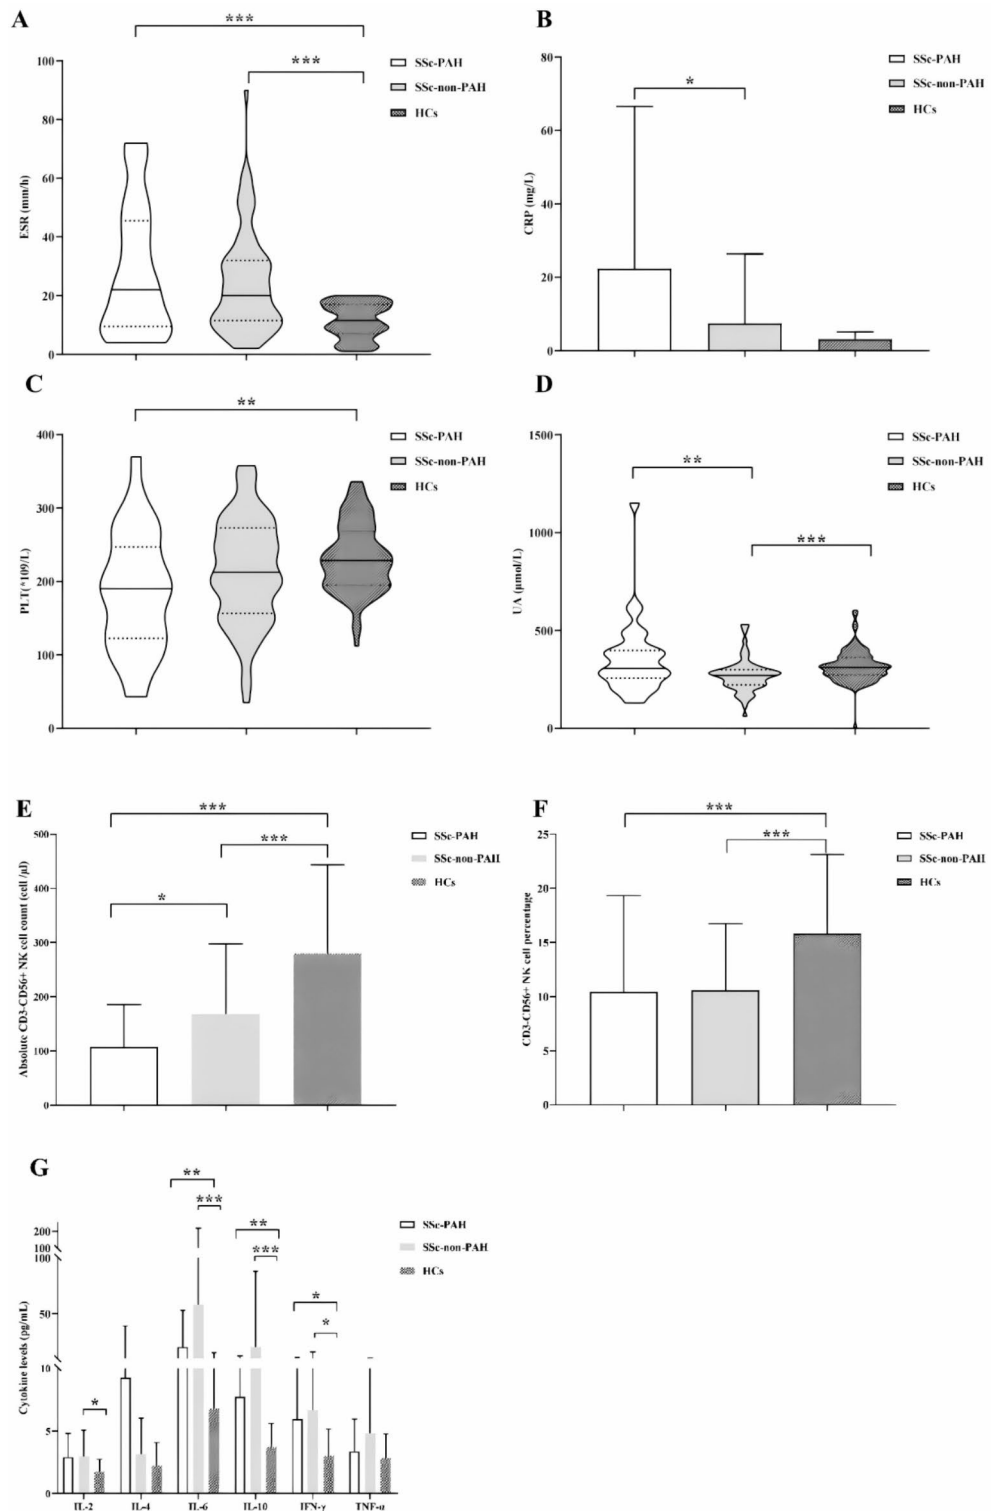 A
***
***
SSc-PAH
SSc-non-PAH
HCs
ESR (mm/h)
100
80
60
40
20
0
B
*
SSc-PAH
SSc-non-PAH
HCs
CRP (mg/L)
80
60
40
20
0
C
**
SSc-PAH
SSc-non-PAH
HCs
PLT(*109/L)
400
300
200
100
0
D
**
***
SSc-PAH
SSc-non-PAH
HCs
UA (µmol/L)
1500
1000
500
0
E
***
***
*
SSc-PAH
SSc-non-PAH
HCs
Absolute CD3-CD56+ NK cell count (cell /µl)
500
400
300
200
100
0
F
***
***
SSc-PAH
SSc-non-PAH
HCs
CD3-CD56+ NK cell percentage
25
20
15
10
5
0
G
**
***
**
***
*
*
*
SSc-PAH
SSc-non-PAH
HCs
Cytokine levels (pg/mL)
200
100
100
50
10
5
0
IL-2 IL-4 IL-6 IL-10 IFN-γ TNF-α